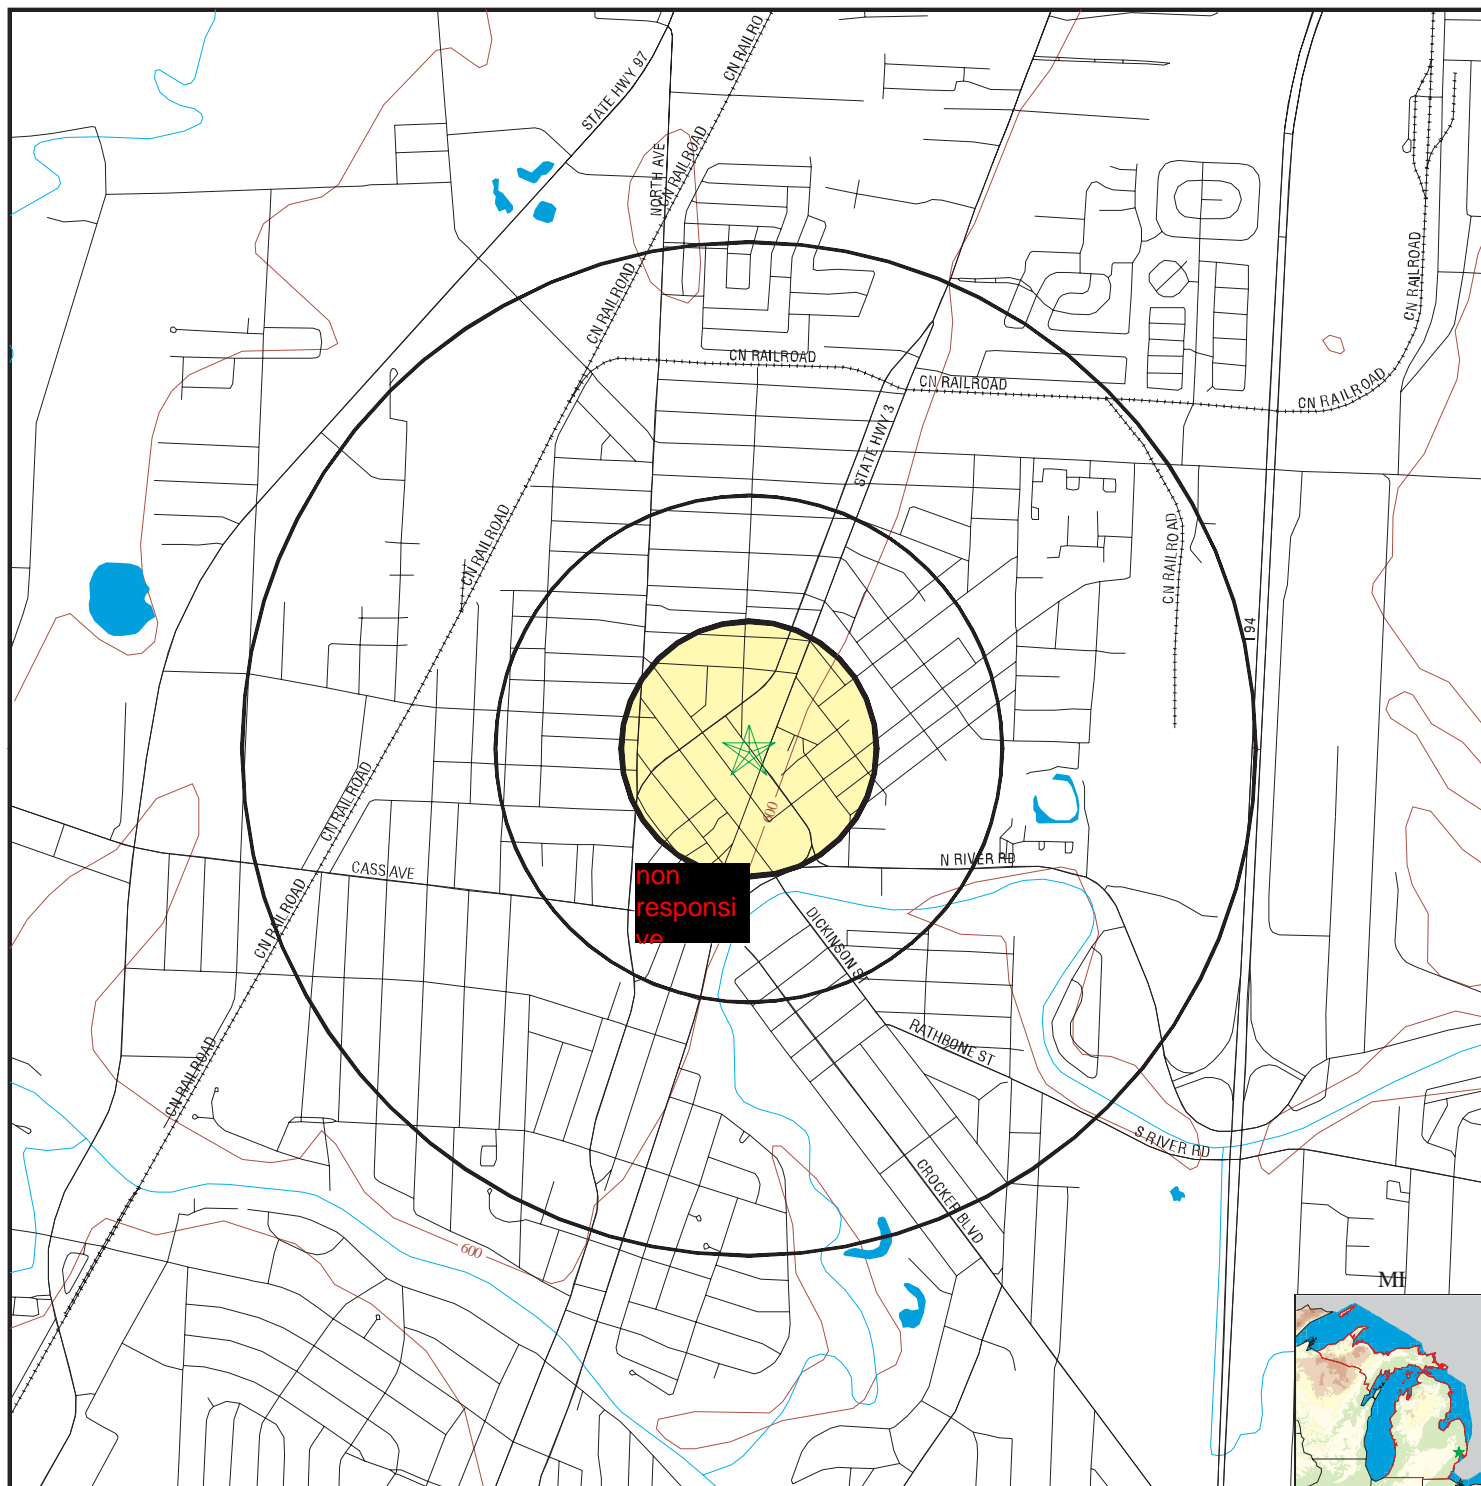 CN RAILRO
STATE HWY 97
NORTH AVE
CN RAILROAD
CN RAILROAD
CN RAILROAD
CN RAILROAD
CN RAILROAD
CN RAILROAD
STATE HWY 3
CN RAILROAD
CN RAILROAD
I 94
CN RAILROAD
600
CASS AVE
N RIVER RD
non
responsi
ve
CN RAILROAD
DICKINSON ST
RATHBONE ST
CN RAILROAD
S RIVER RD
CROCKER BLVD
600
MI